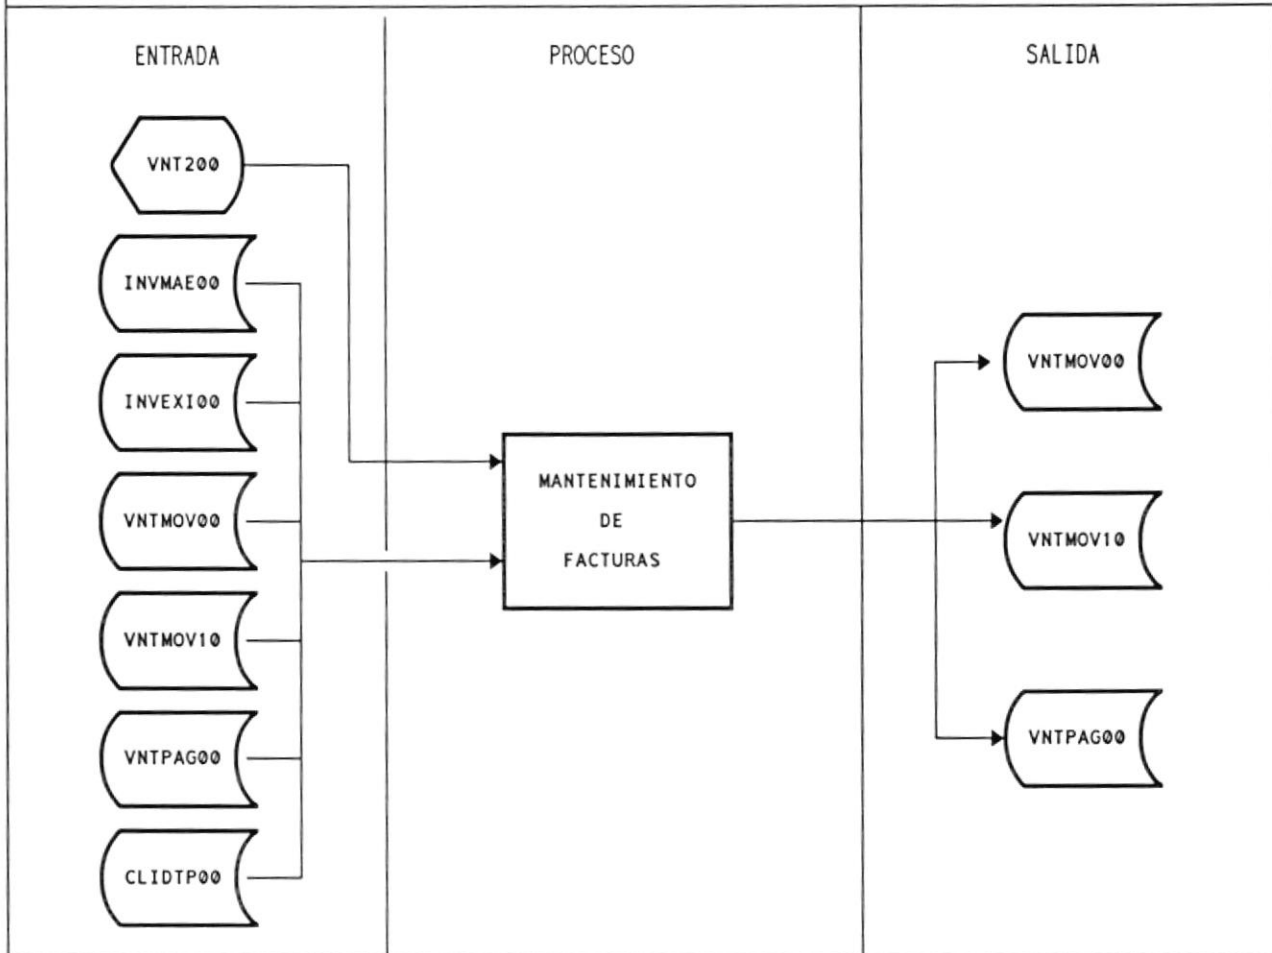 ENTRADA
PROCESO
SALIDA
VNT200
INVMAE00
INVEXI00
VNTMOV00
VNTMOV10
VNTPAG00
CLIDTP00
MANTENIMIENTO
DE
FACTURAS
VNTMOV00
VNTMOV10
VNTPAG00